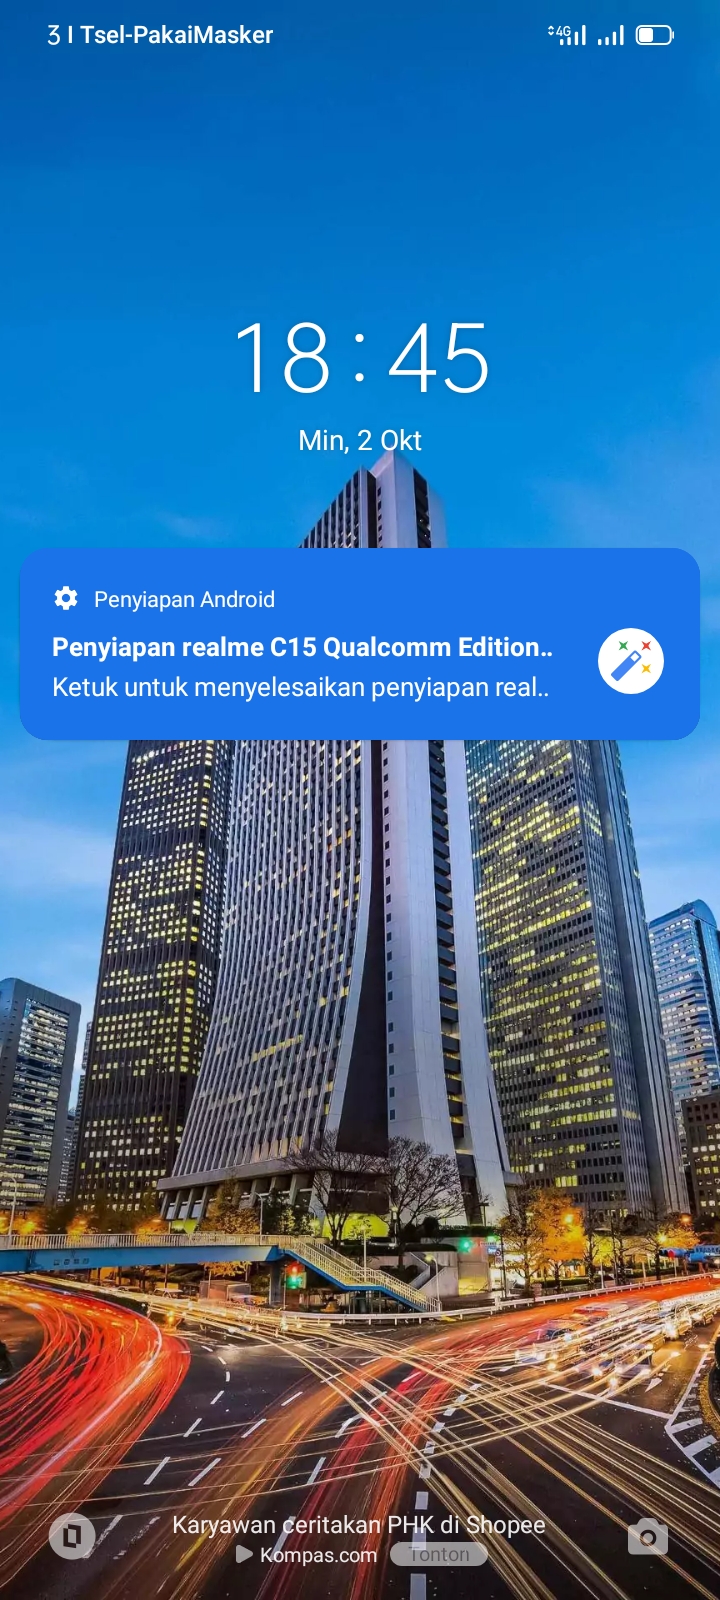 3 | Tsel-PakaiMasker
4G
18:45
Min, 2 Okt
Penyiapan Android
Penyiapan realme C15 Qualcomm Edition..
Ketuk untuk menyelesaikan penyiapan real..
Karyawan ceritakan PHK di Shopee
Kompas.com Tonton